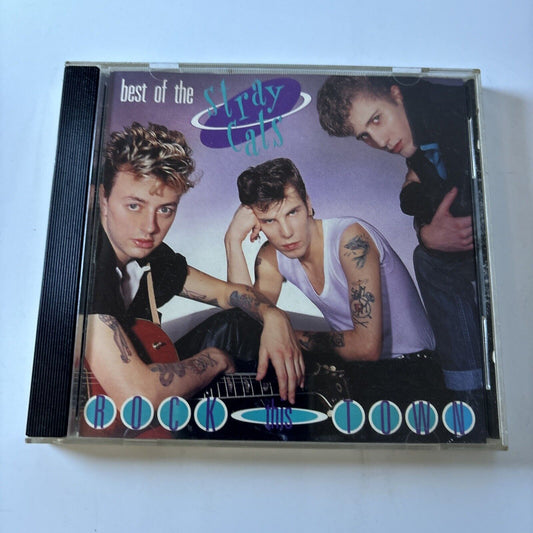 best of the
stray
cats
ROCK this TOWN